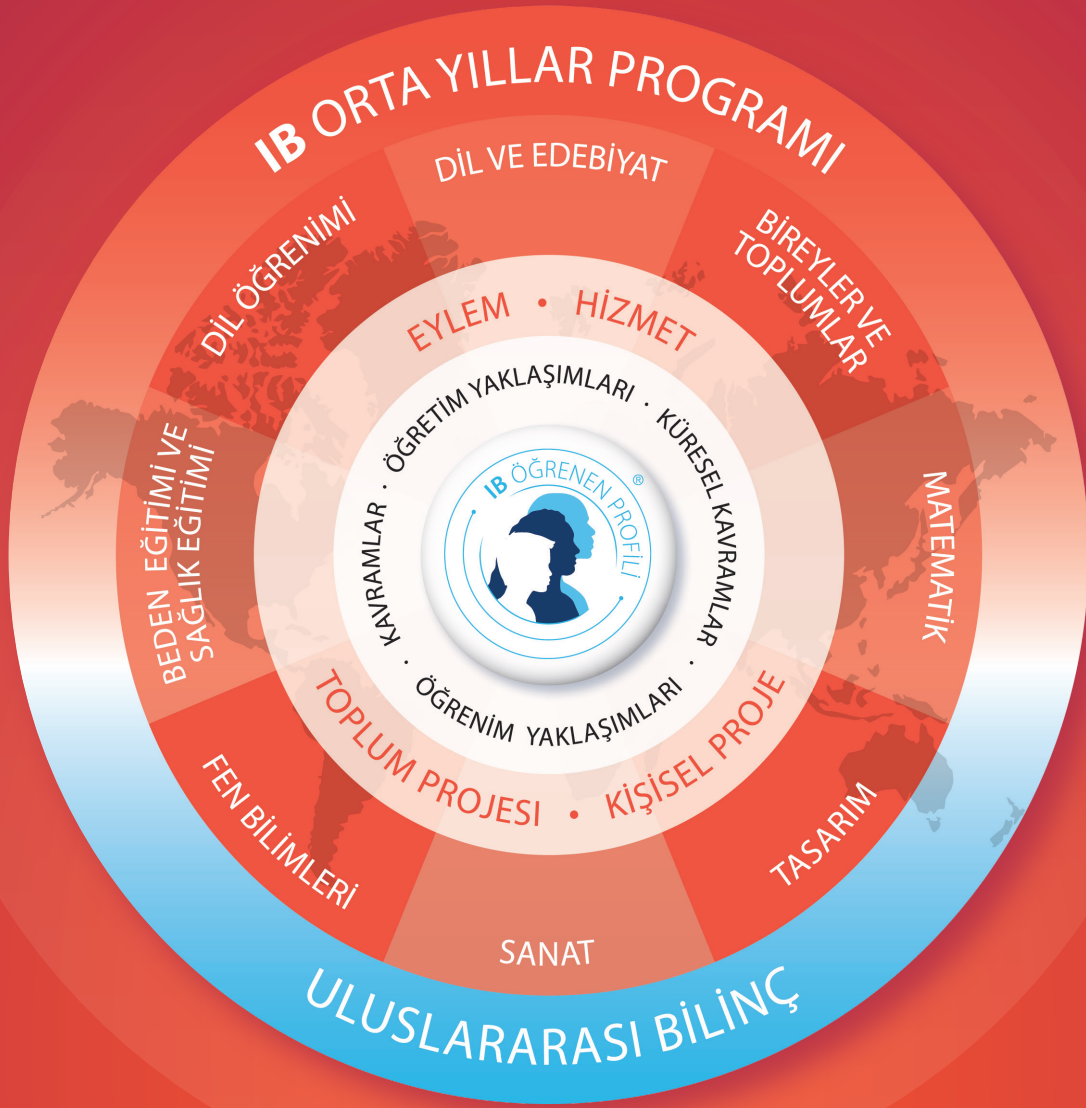 IB ORTA YILLAR PROGRAMI
DİL VE EDEBİYAT
BİREYLER VE
TOPLUMLAR
MATEMATİK
TASARIM
SANAT
FEN BİLİMLERİ
BEDEN EĞİTİMİ VE
SAĞLIK EĞİTİMİ
DİL ÖĞRENİMİ
EYLEM • HİZMET
TOPLUM PROJESI • KİŞİSEL PROJE
KAVRAMLAR · ÖĞRETİM YAKLAŞIMLARI · KÜRESEL KAVRAMLAR ·
ÖĞRENİM YAKLAŞIMLARI ·
IB ÖĞRENEN PROFİLİ ®
ULUSLARARASI BİLİNÇ